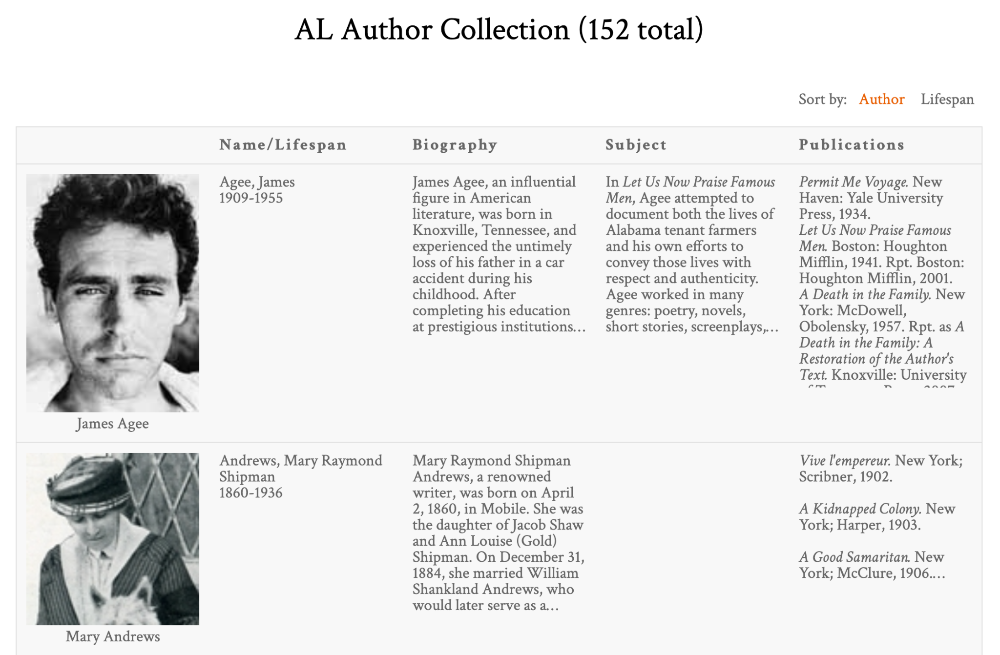 AL Author Collection (152 total)
Sort by: Author Lifespan
Name/Lifespan Biography Subject Publications
Agee, James
1909-1955
James Agee, an influential
figure in American
literature, was born in
Knoxville, Tennessee, and
experienced the untimely
loss of his father in a car
accident during his
childhood. After
completing his education
at prestigious institutions…
In Let Us Now Praise Famous
Men, Agee attempted to
document both the lives of
Alabama tenant farmers
and his own efforts to
convey those lives with
respect and authenticity.
Agee worked in many
genres: poetry, novels,
short stories, screenplays,…
Permit Me Voyage. New
Haven: Yale University
Press, 1934.
Let Us Now Praise Famous
Men. Boston: Houghton
Mifflin, 1941. Rpt. Boston:
Houghton Mifflin, 2001.
A Death in the Family. New
York: McDowell,
Obolensky, 1957. Rpt. as A
Death in the Family: A
Restoration of the Author's
Text. Knoxville: University
James Agee
Andrews, Mary Raymond
Shipman
1860-1936
Mary Raymond Shipman
Andrews, a renowned
writer, was born on April
2, 1860, in Mobile. She was
the daughter of Jacob Shaw
and Ann Louise (Gold)
Shipman. On December 31,
1884, she married William
Shankland Andrews, who
would later serve as a…
Vive l'empereur. New York;
Scribner, 1902.
A Kidnapped Colony. New
York; Harper, 1903.
A Good Samaritan. New
York; McClure, 1906.…
Mary Andrews